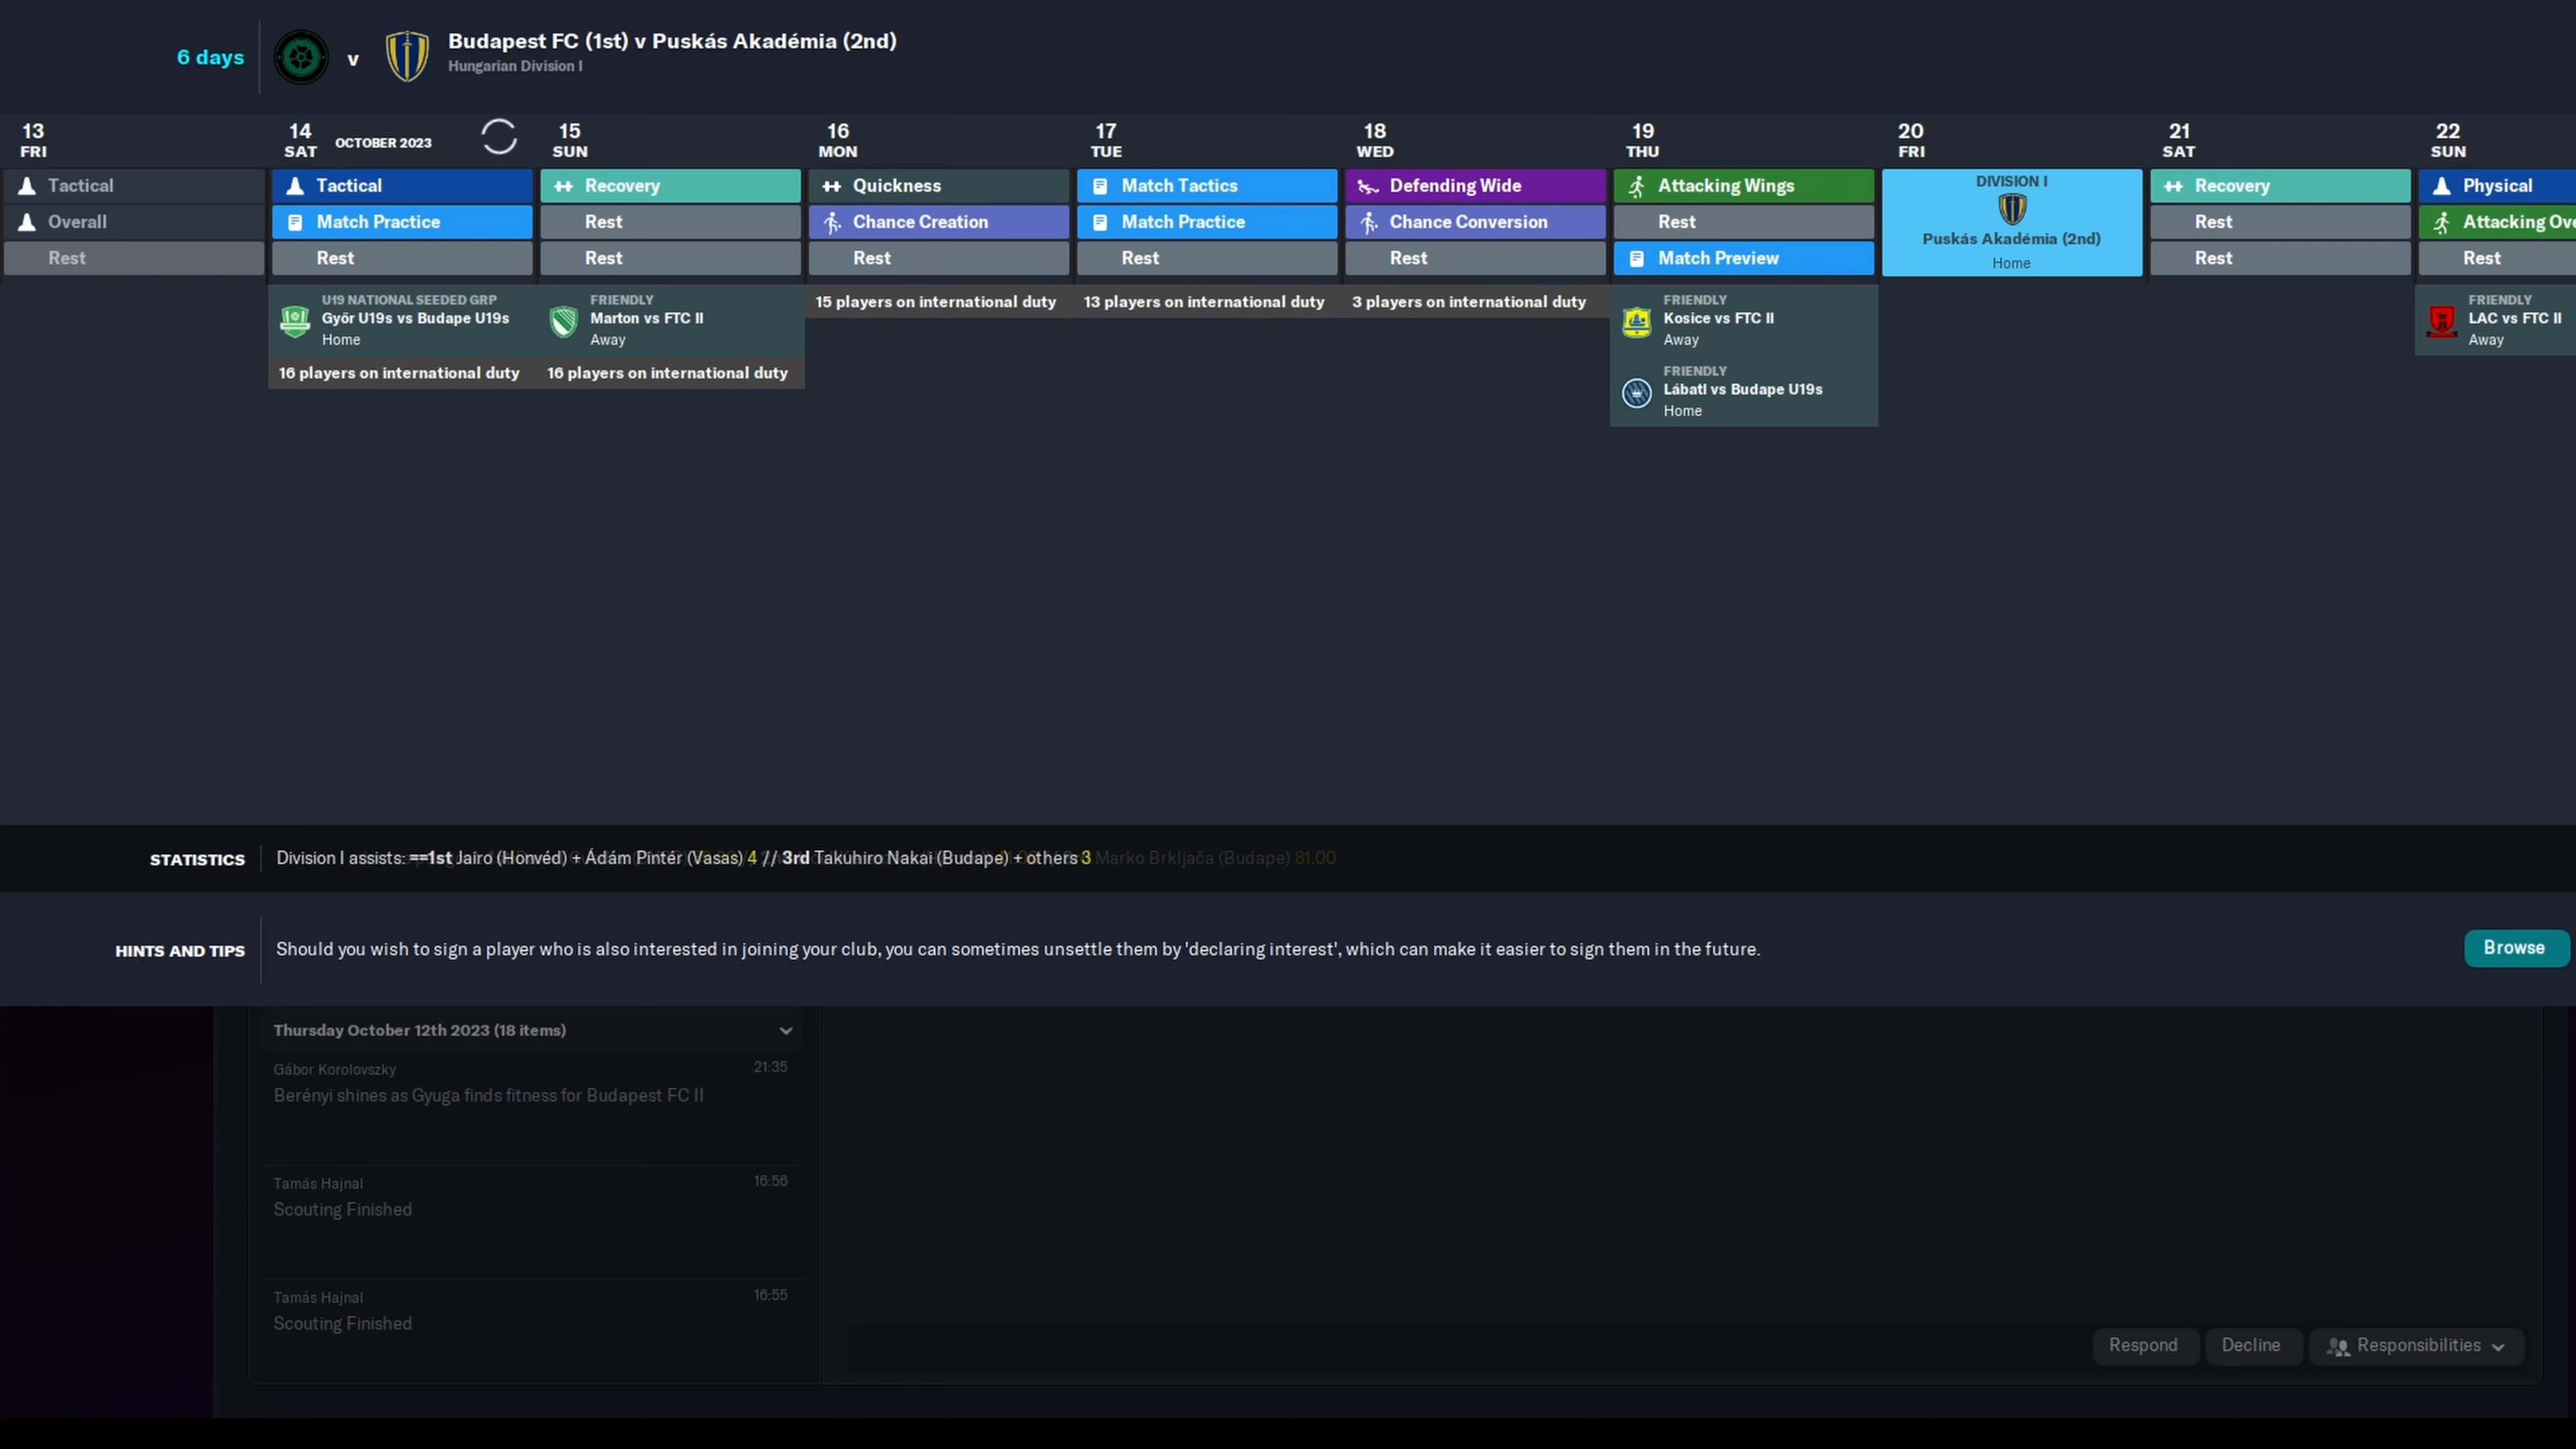 6 days
v
Budapest FC (1st) v Puskás Akadémia (2nd)
Hungarian Division I
13
FRI
14
SAT
OCTOBER 2023
15
SUN
16
MON
17
TUE
18
WED
19
THU
20
FRI
21
SAT
22
SUN
Tactical
Overall
Rest
Tactical
Match Practice
Rest
U19 NATIONAL SEEDED GRP
Győr U19s vs Budape U19s
Home
16 players on international duty
Recovery
Rest
Rest
FRIENDLY
Marton vs FTC II
Away
16 players on international duty
Quickness
Chance Creation
Rest
15 players on international duty
Match Tactics
Match Practice
Rest
13 players on international duty
Defending Wide
Chance Conversion
Rest
3 players on international duty
Attacking Wings
Rest
Match Preview
FRIENDLY
Kosice vs FTC II
Away
FRIENDLY
Lábatl vs Budape U19s
Home
DIVISION I
Puskás Akadémia (2nd)
Home
Recovery
Rest
Rest
Physical
Attacking Ove
Rest
FRIENDLY
LAC vs FTC II
Away
STATISTICS
Division I assists: ==1st Jairo (Honvéd) + Ádám Pintér (Vasas) 4 // 3rd Takuhiro Nakai (Budape) + others 3
Marko Brkljača (Budape) 81.00
HINTS AND TIPS
Should you wish to sign a player who is also interested in joining your club, you can sometimes unsettle them by 'declaring interest', which can make it easier to sign them in the future.
Browse
Thursday October 12th 2023 (18 items)
Gábor Korolovszky 21:35
Berényi shines as Gyuga finds fitness for Budapest FC II
Tamás Hajnal 16:56
Scouting Finished
Tamás Hajnal 16:55
Scouting Finished
Respond
Decline
Responsibilities